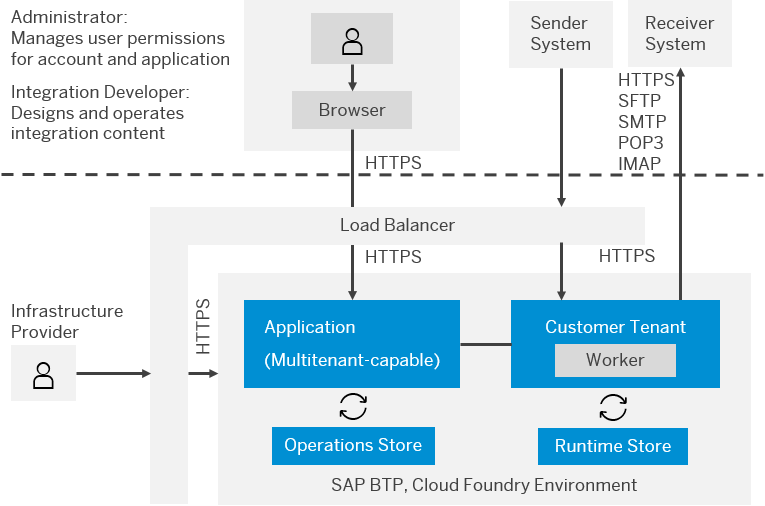 Administrator:
Manages user permissions
for account and application
Integration Developer:
Designs and operates
integration content
Browser
HTTPS
Sender
System
Receiver
System
HTTPS
SFTP
SMTP
POP3
IMAP
Load Balancer
HTTPS
HTTPS
Infrastructure
Provider
HTTPS
Application
(Multitenant-capable)
Customer Tenant
Worker
Operations Store
Runtime Store
SAP BTP, Cloud Foundry Environment